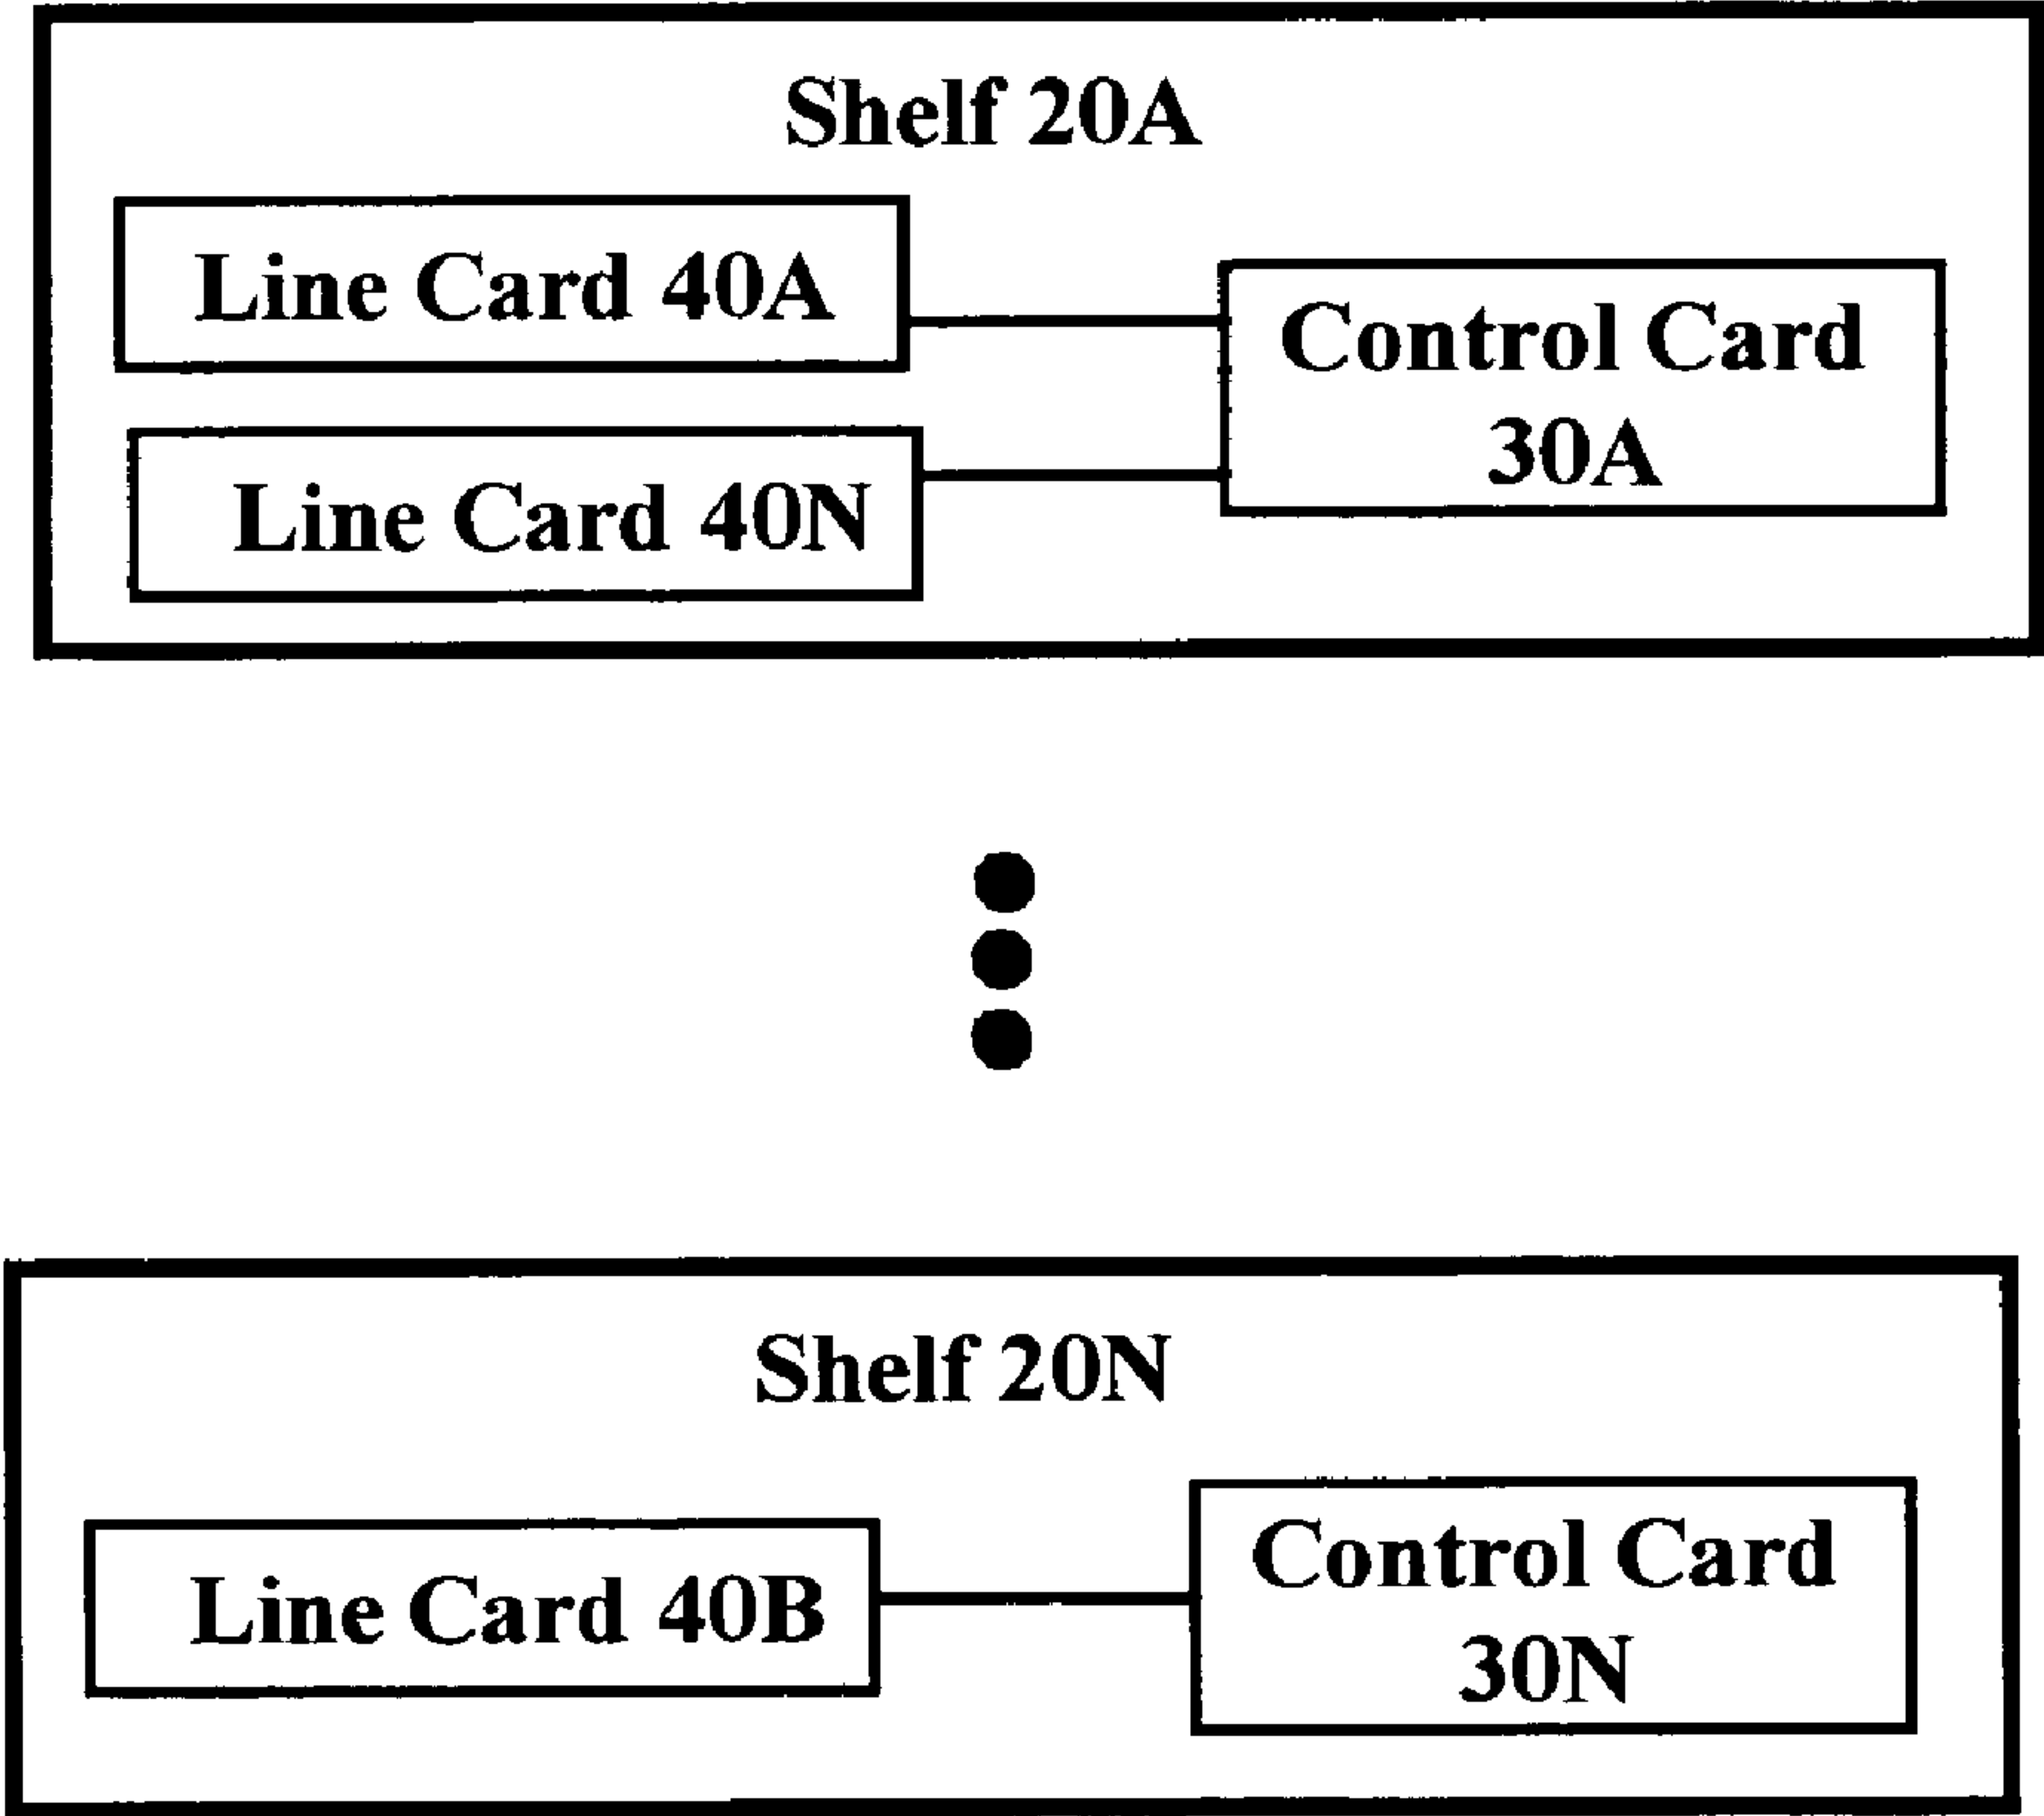 Shelf 20A
Line Card 40A
Control Card
30A
Line Card 40N
Shelf 20N
Line Card 40B
Control Card
30N